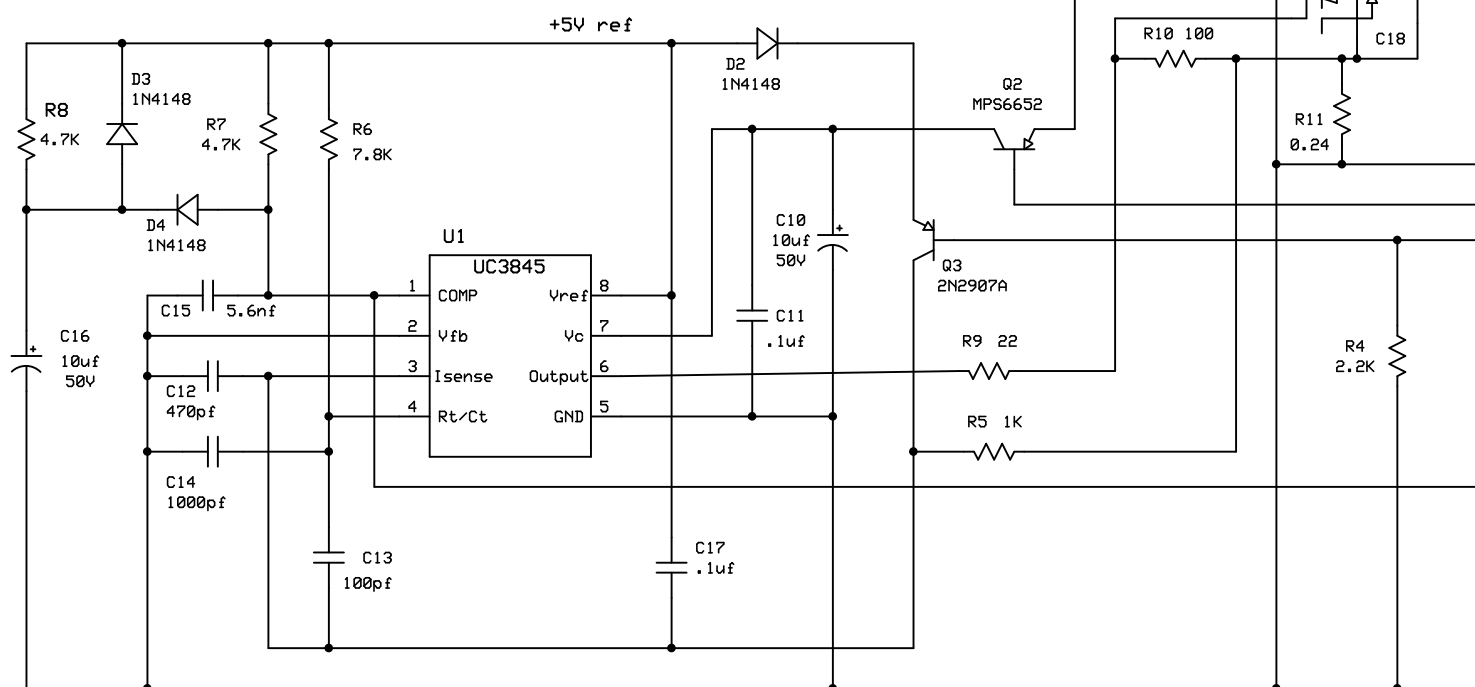 +5V ref
R10 100
C18
D2
1N4148
D3
1N4148
Q2
MPS6652
R8
4.7K
R7
4.7K
R6
7.8K
R11
0.24
D4
1N4148
C10
10uf
50V
+
U1
UC3845
Q3
2N2907A
1
COMP
Vref
8
C15
5.6nf
2
Vfb
Vc
7
C11
.1uf
C16
10uf
50V
+
R9 22
R4
2.2K
3
Isense
Output
6
C12
470pf
4
Rt/Ct
GND
5
R5 1K
C14
1000pf
C13
100pf
C17
.1uf